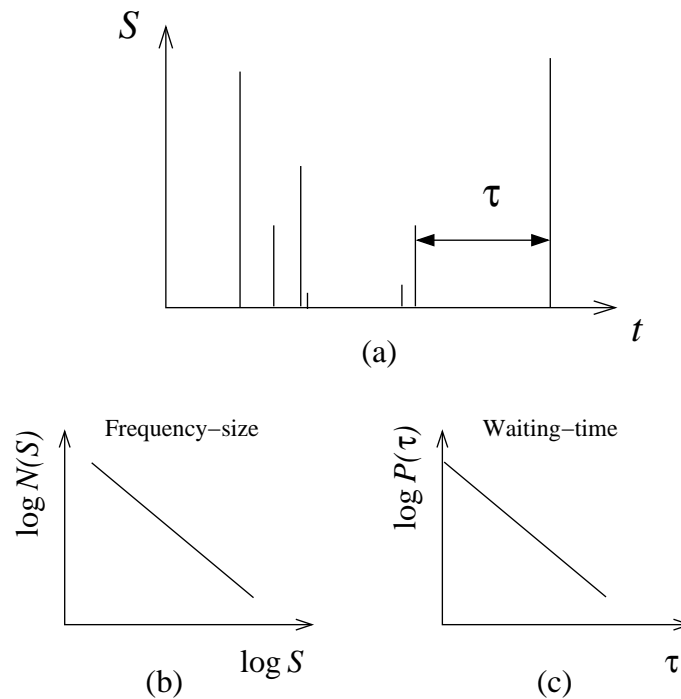 S
τ
t
(a)
Frequency–size
log N(S)
log S
(b)
Waiting–time
log P(τ)
τ
(c)